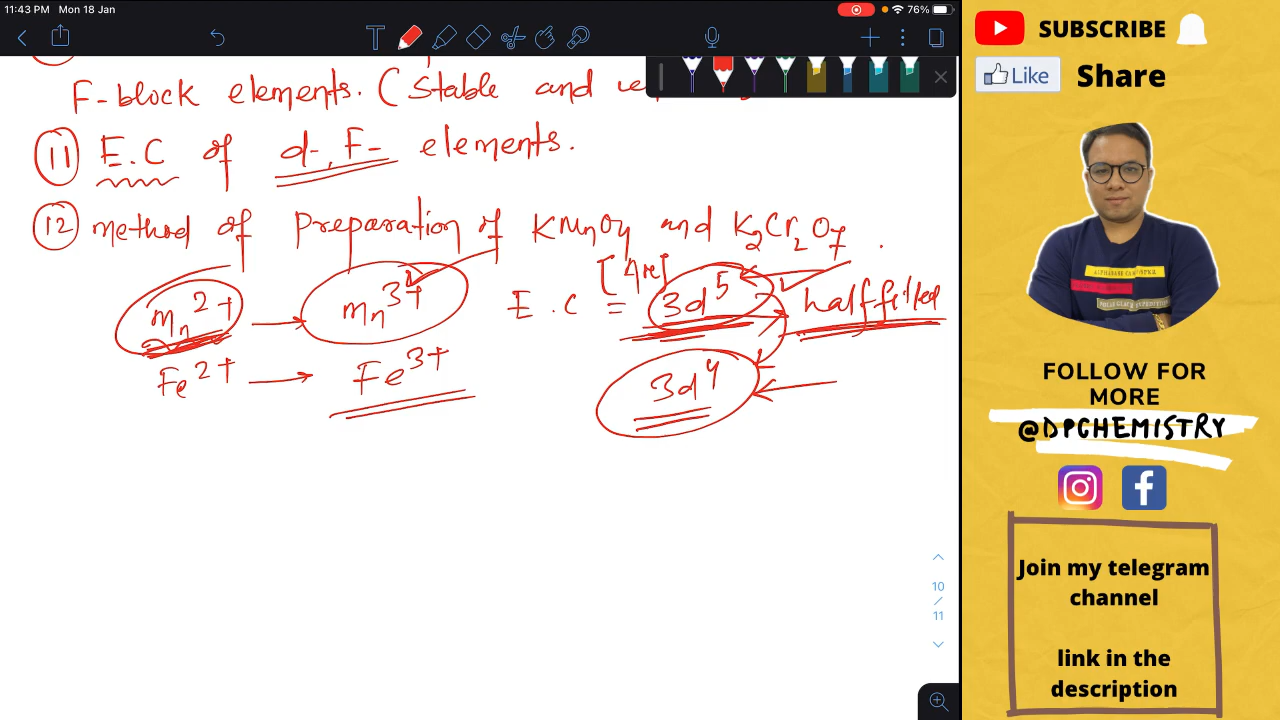 11:43 PM Mon 18 Jan
76%
F-block elements. (Stable and
11 E.C of d-, F- elements.
12 method of Preparation of KMnO4 and K2Cr2O7.
Mn2+ → Mn3+ E.C = [Ar] 3d5 half filled
Fe2+ → Fe3+ 3d4
10
/
11
SUBSCRIBE
Like Share
FOLLOW FOR
MORE
@DPCHEMISTRY
Join my telegram
channel
link in the
description